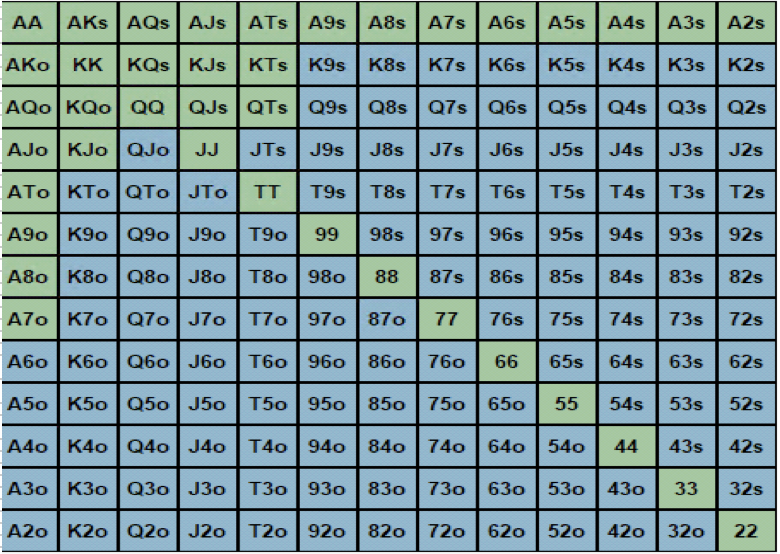 AA AKs AQs AJs ATs A9s A8s A7s A6s A5s A4s A3s A2s
AKo KK KQs KJs KTs K9s K8s K7s K6s K5s K4s K3s K2s
AQo KQo QQ QJs QTs Q9s Q8s Q7s Q6s Q5s Q4s Q3s Q2s
AJo KJo QJo JJ JTs J9s J8s J7s J6s J5s J4s J3s J2s
ATo KTo QTo JTo TT T9s T8s T7s T6s T5s T4s T3s T2s
A9o K9o Q9o J9o T9o 99 98s 97s 96s 95s 94s 93s 92s
A8o K8o Q8o J8o T8o 98o 88 87s 86s 85s 84s 83s 82s
A7o K7o Q7o J7o T7o 97o 87o 77 76s 75s 74s 73s 72s
A6o K6o Q6o J6o T6o 96o 86o 76o 66 65s 64s 63s 62s
A5o K5o Q5o J5o T5o 95o 85o 75o 65o 55 54s 53s 52s
A4o K4o Q4o J4o T4o 94o 84o 74o 64o 54o 44 43s 42s
A3o K3o Q3o J3o T3o 93o 83o 73o 63o 53o 43o 33 32s
A2o K2o Q2o J2o T2o 92o 82o 72o 62o 52o 42o 32o 22